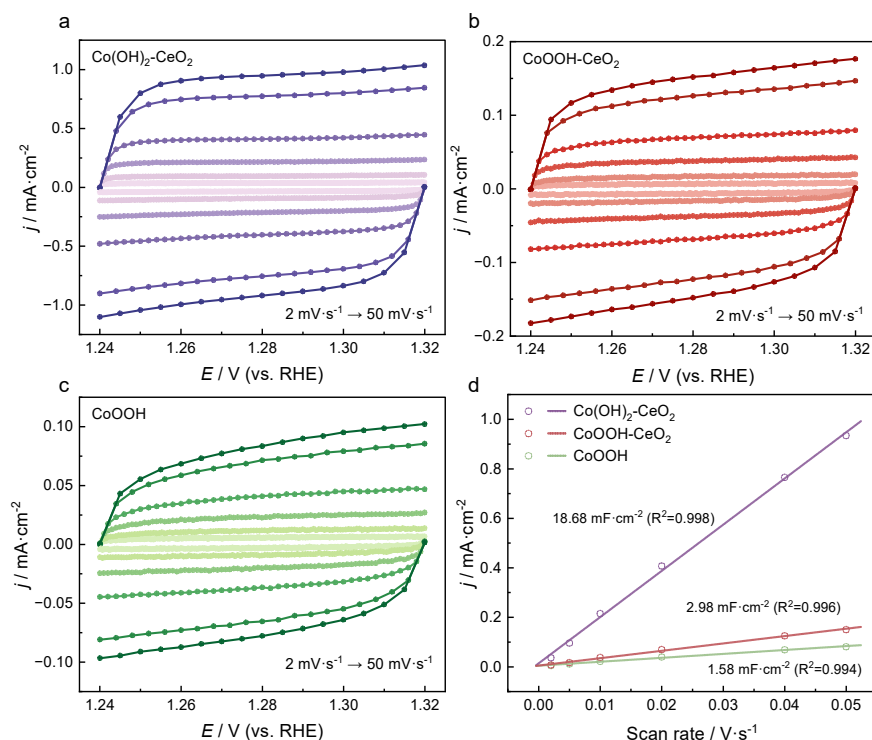 a
Co(OH)₂-CeO₂
1.0
0.5
0.0
−0.5
−1.0
j / mA·cm⁻²
2 mV·s⁻¹ → 50 mV·s⁻¹
1.24 1.26 1.28 1.30 1.32
E / V (vs. RHE)
b
CoOOH-CeO₂
0.2
0.1
0.0
−0.1
−0.2
j / mA·cm⁻²
2 mV·s⁻¹ → 50 mV·s⁻¹
1.24 1.26 1.28 1.30 1.32
E / V (vs. RHE)
c
CoOOH
0.10
0.05
0.00
−0.05
−0.10
j / mA·cm⁻²
2 mV·s⁻¹ → 50 mV·s⁻¹
1.24 1.26 1.28 1.30 1.32
E / V (vs. RHE)
d
Co(OH)₂-CeO₂
CoOOH-CeO₂
CoOOH
1.0
0.8
0.6
0.4
0.2
0.0
j / mA·cm⁻²
18.68 mF·cm⁻² (R²=0.998)
2.98 mF·cm⁻² (R²=0.996)
1.58 mF·cm⁻² (R²=0.994)
0.00 0.01 0.02 0.03 0.04 0.05
Scan rate / V·s⁻¹